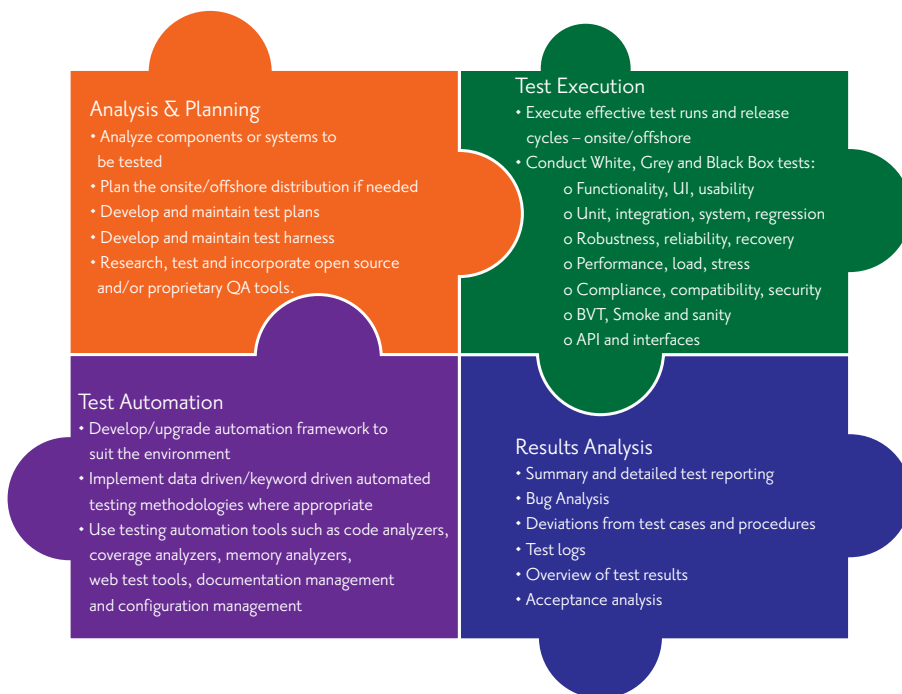 Analysis & Planning
• Analyze components or systems to
be tested
• Plan the onsite/offshore distribution if needed
• Develop and maintain test plans
• Develop and maintain test harness
• Research, test and incorporate open source
and/or proprietary QA tools.
Test Execution
• Execute effective test runs and release
cycles – onsite/offshore
• Conduct White, Grey and Black Box tests:
o Functionality, UI, usability
o Unit, integration, system, regression
o Robustness, reliability, recovery
o Performance, load, stress
o Compliance, compatibility, security
o BVT, Smoke and sanity
o API and interfaces
Test Automation
• Develop/upgrade automation framework to
suit the environment
• Implement data driven/keyword driven automated
testing methodologies where appropriate
• Use testing automation tools such as code analyzers,
coverage analyzers, memory analyzers,
web test tools, documentation management
and configuration management
Results Analysis
• Summary and detailed test reporting
• Bug Analysis
• Deviations from test cases and procedures
• Test logs
• Overview of test results
• Acceptance analysis